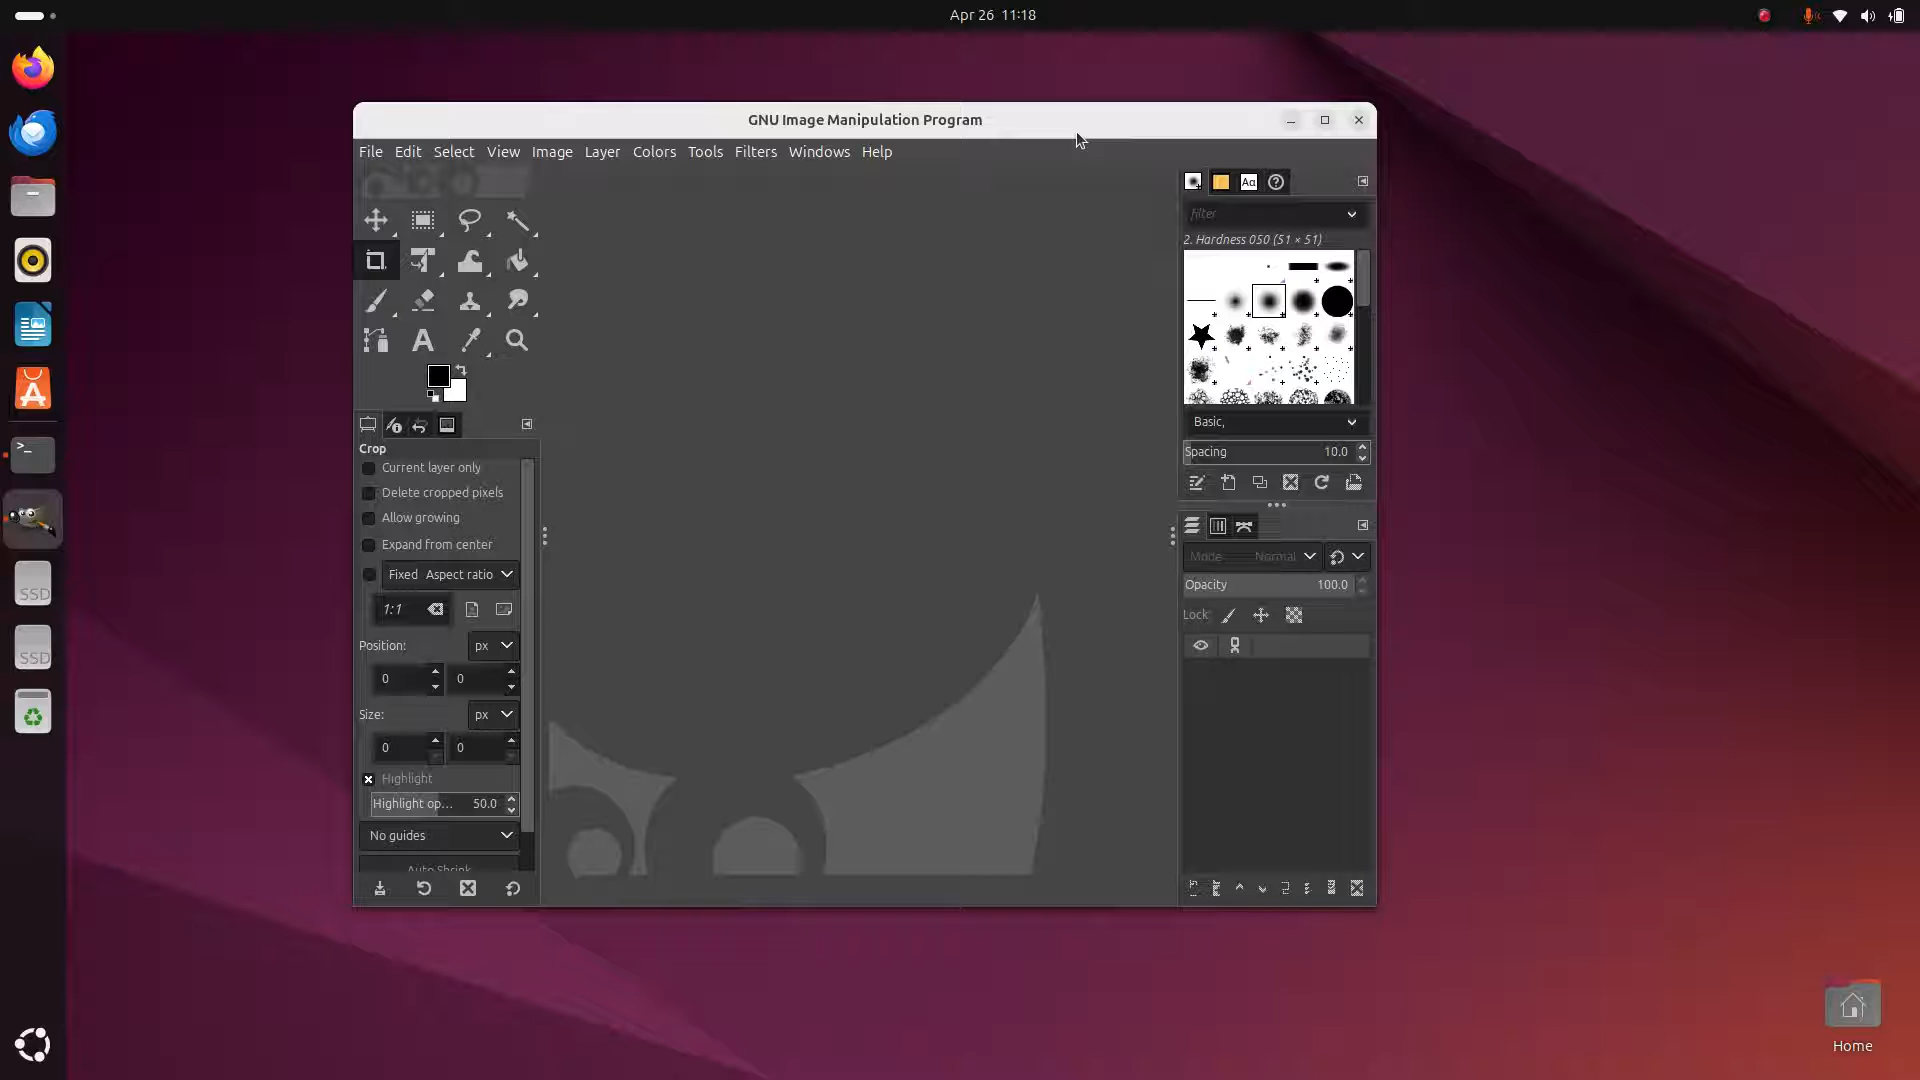 Apr 26 11:18
GNU Image Manipulation Program
File Edit Select View Image Layer Colors Tools Filters Windows Help
Aα
filter
2. Hardness 050 (51 × 51)
Basic,
Spacing 10.0
Crop
Current layer only
Delete cropped pixels
Allow growing
Expand from center
Fixed Aspect ratio
1:1
Position: px
0 0
Size: px
0 0
Highlight
Highlight op... 50.0
No guides
Auto Shrink
Mode Normal
Opacity 100.0
Lock
SSD
SSD
Home